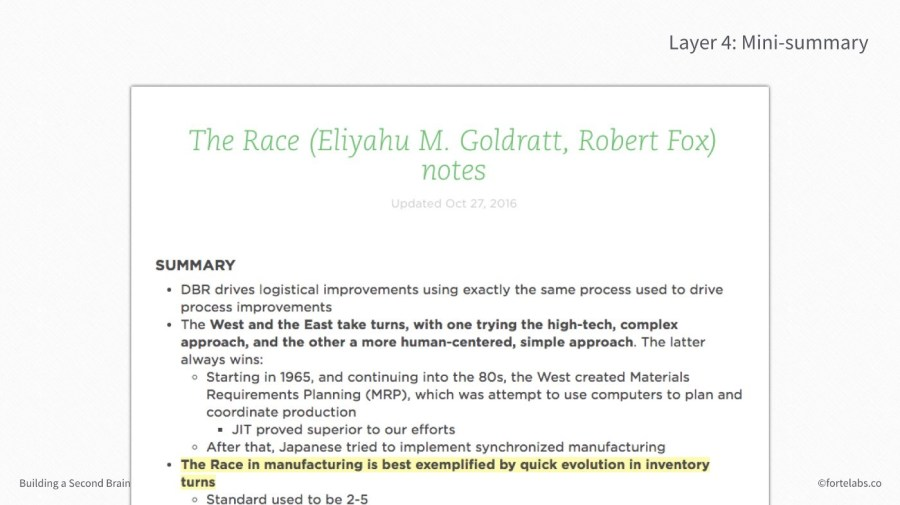 Layer 4: Mini-summary
The Race (Eliyahu M. Goldratt, Robert Fox)
notes
Updated Oct 27, 2016
SUMMARY
• DBR drives logistical improvements using exactly the same process used to drive
process improvements
• The West and the East take turns, with one trying the high-tech, complex
approach, and the other a more human-centered, simple approach. The latter
always wins:
◦ Starting in 1965, and continuing into the 80s, the West created Materials
Requirements Planning (MRP), which was attempt to use computers to plan and
coordinate production
▪ JIT proved superior to our efforts
◦ After that, Japanese tried to implement synchronized manufacturing
• The Race in manufacturing is best exemplified by quick evolution in inventory
turns
◦ Standard used to be 2-5
Building a Second Brain
©fortelabs.co